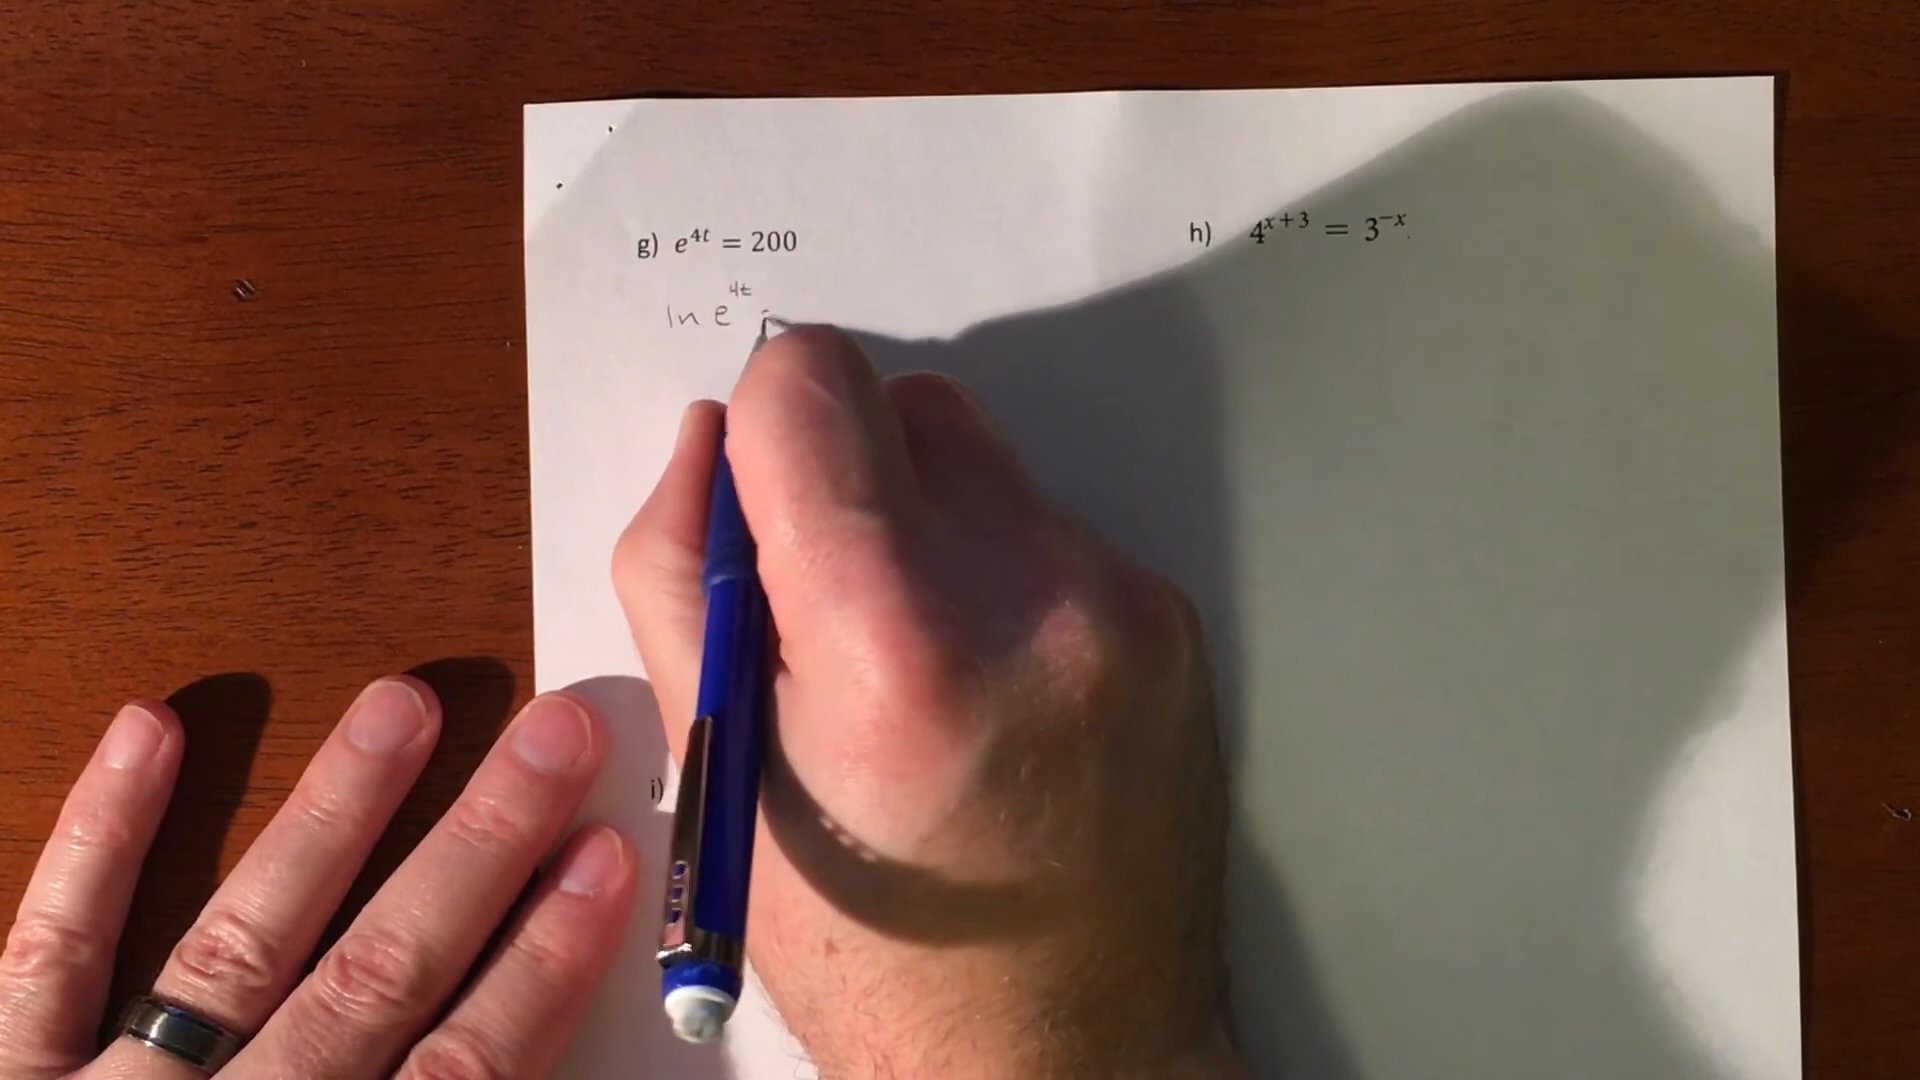 g) e^{4t} = 200
ln e^{4t} =
h) 4^{x+3} = 3^{-x}.
i)